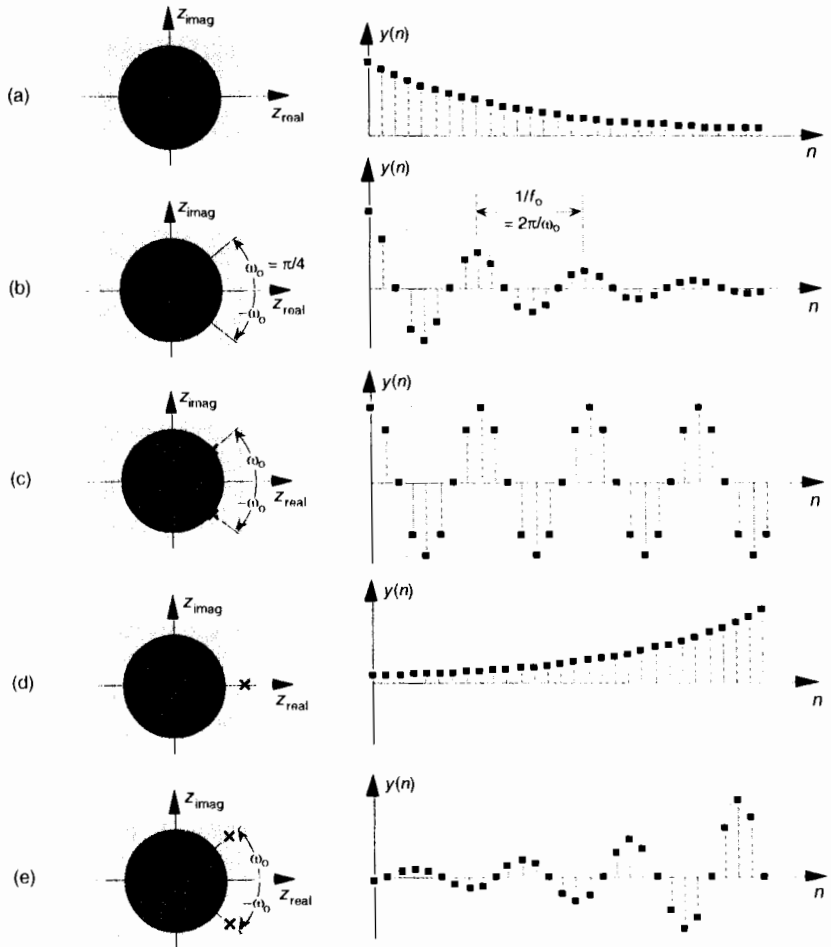 (a)
z_imag
z_real
y(n)
n
(b)
z_imag
ω_o = π/4
-ω_o
z_real
y(n)
1/f_o
= 2π/ω_o
n
(c)
z_imag
ω_o
-ω_o
z_real
y(n)
n
(d)
z_imag
z_real
y(n)
n
(e)
z_imag
ω_o
-ω_o
z_real
y(n)
n